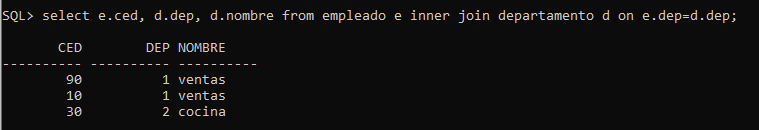 SQL> select e.ced, d.dep, d.nombre from empleado e inner join departamento d on e.dep=d.dep;
       CED        DEP NOMBRE
---------- ---------- ----------
        90          1 ventas
        10          1 ventas
        30          2 cocina